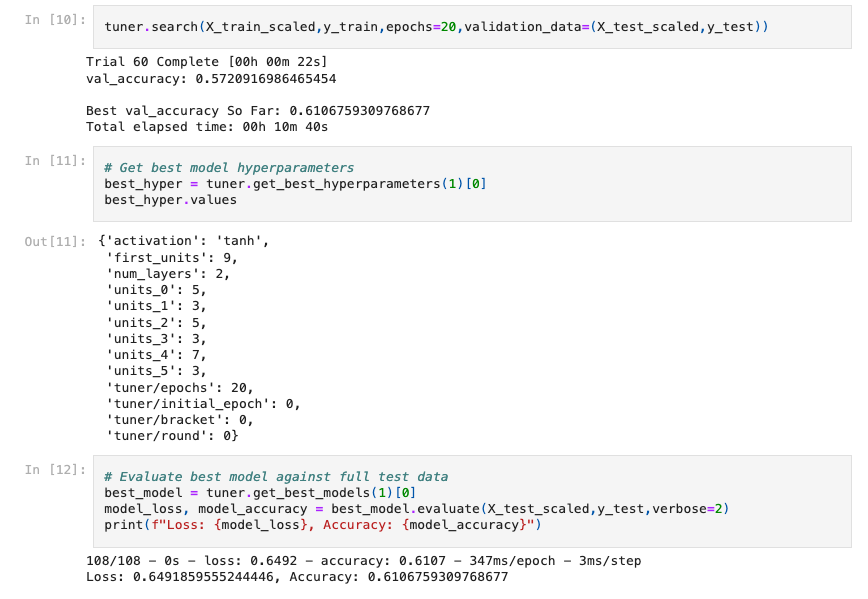 In [10]: tuner.search(X_train_scaled,y_train,epochs=20,validation_data=(X_test_scaled,y_test))
Trial 60 Complete [00h 00m 22s]
val_accuracy: 0.5720916986465454
Best val_accuracy So Far: 0.6106759309768677
Total elapsed time: 00h 10m 40s
In [11]: # Get best model hyperparameters
best_hyper = tuner.get_best_hyperparameters(1)[0]
best_hyper.values
Out[11]: {'activation': 'tanh',
'first_units': 9,
'num_layers': 2,
'units_0': 5,
'units_1': 3,
'units_2': 5,
'units_3': 3,
'units_4': 7,
'units_5': 3,
'tuner/epochs': 20,
'tuner/initial_epoch': 0,
'tuner/bracket': 0,
'tuner/round': 0}
In [12]: # Evaluate best model against full test data
best_model = tuner.get_best_models(1)[0]
model_loss, model_accuracy = best_model.evaluate(X_test_scaled,y_test,verbose=2)
print(f"Loss: {model_loss}, Accuracy: {model_accuracy}")
108/108 - 0s - loss: 0.6492 - accuracy: 0.6107 - 347ms/epoch - 3ms/step
Loss: 0.6491859555244446, Accuracy: 0.6106759309768677